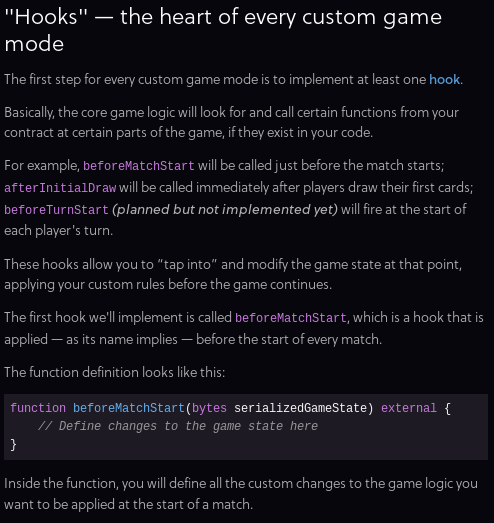 "Hooks" — the heart of every custom game
mode
The first step for every custom game mode is to implement at least one hook.
Basically, the core game logic will look for and call certain functions from your
contract at certain parts of the game, if they exist in your code.
For example, beforeMatchStart will be called just before the match starts;
afterInitialDraw will be called immediately after players draw their first cards;
beforeTurnStart (planned but not implemented yet) will fire at the start of
each player's turn.
These hooks allow you to “tap into” and modify the game state at that point,
applying your custom rules before the game continues.
The first hook we'll implement is called beforeMatchStart, which is a hook that is
applied — as its name implies — before the start of every match.
The function definition looks like this:
function beforeMatchStart(bytes serializedGameState) external {
    // Define changes to the game state here
}
Inside the function, you will define all the custom changes to the game logic you
want to be applied at the start of a match.